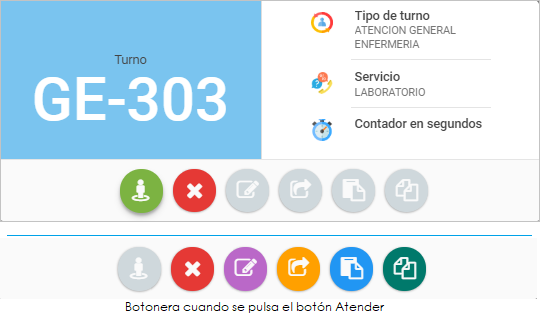 Turno
GE-303
Tipo de turno
ATENCION GENERAL
ENFERMERIA
Servicio
LABORATORIO
Contador en segundos
Botonera cuando se pulsa el botón Atender